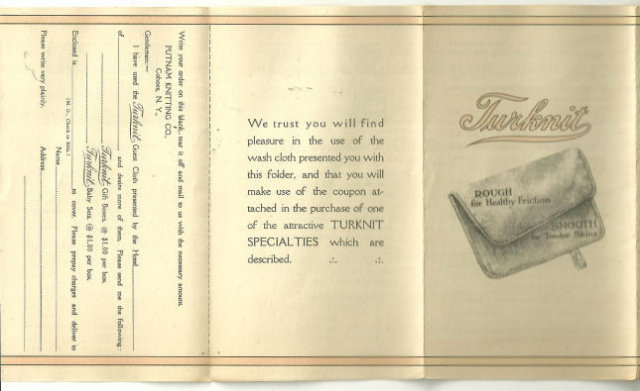 Write your order on this blank, tear it off and mail to us with the necessary amount.
PUTNAM KNITTING CO.,
Cohoes, N. Y.,
Gentlemen:—
I have used the Turknit Guest Cloth presented by the Hotel
of and desire more of them. Please send me the following:
Turknit Gift Boxes, @ $1.00 per box.
Turknit Baby Sets, @ $1.00 per box.
Enclosed is to cover. Please prepay charges and deliver to
(M. O., Check or Bills.)
Name
Please write very plainly. Address
We trust you will find
pleasure in the use of the
wash cloth presented you with
this folder, and that you will
make use of the coupon at-
tached in the purchase of one
of the attractive TURKNIT
SPECIALTIES which are
described. .:. .:.
Turknit
ROUGH
for Healthy Friction
SMOOTH
for Tender Skins